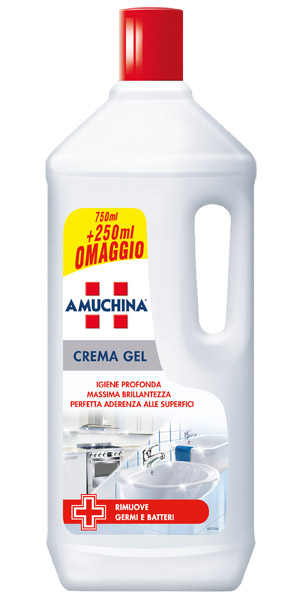 750ml
+250ml
OMAGGIO
AMUCHINA
CREMA GEL
IGIENE PROFONDA
MASSIMA BRILLANTEZZA
PERFETTA ADERENZA ALLE SUPERFICI
RIMUOVE
GERMI E BATTERI